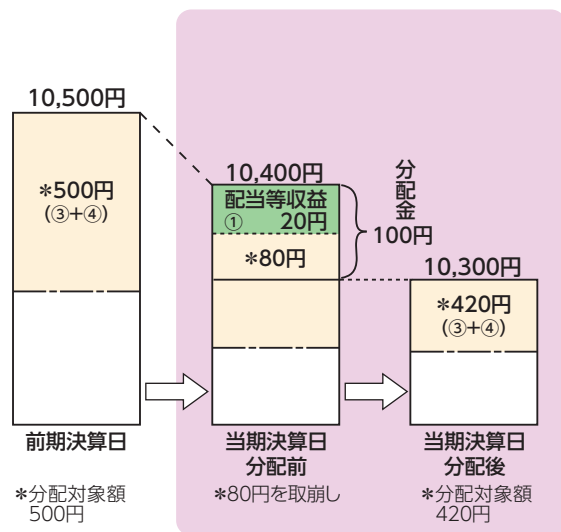 10,500円
＊500円
(③+④)
前期決算日
＊分配対象額
500円
10,400円
配当等収益
① 20円
＊80円
分配金
100円
当期決算日
分配前
＊80円を取崩し
10,300円
＊420円
(③+④)
当期決算日
分配後
＊分配対象額
420円